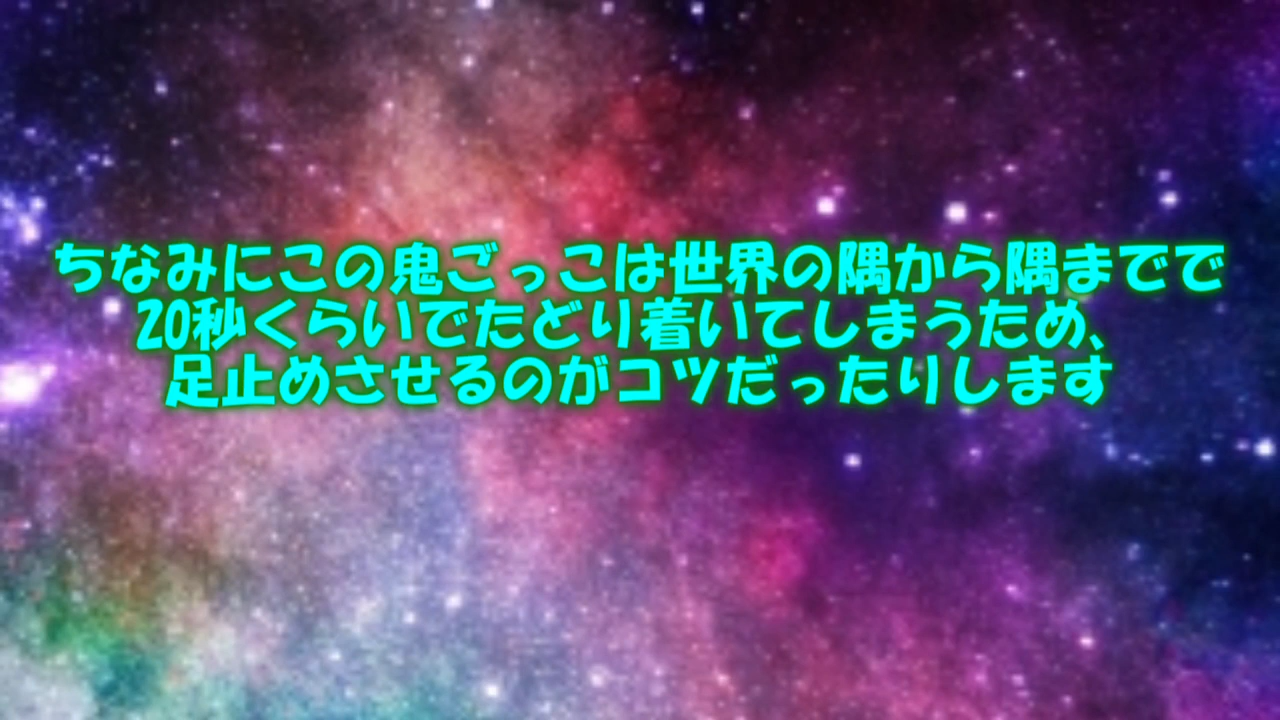 ちなみにこの鬼ごっこは世界の隅から隅までで
20秒くらいでたどり着いてしまうため、
足止めさせるのがコツだったりします